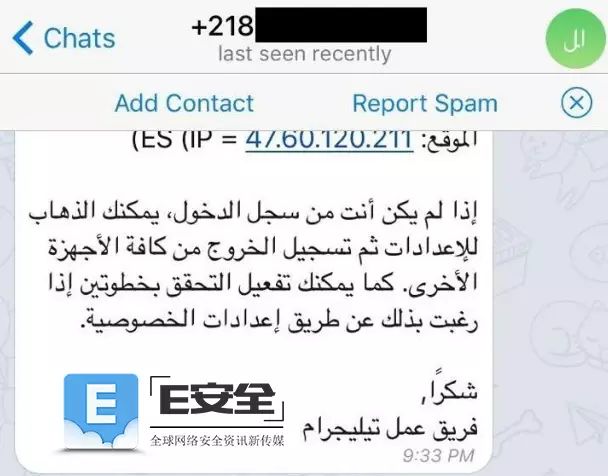 Chats
+218
last seen recently
ال
Add Contact
Report Spam
الموقع: ES (IP = 47.60.120.211)
إذا لم يكن أنت من سجل الدخول، يمكنك الذهاب
للإعدادات ثم تسجيل الخروج من كافة الأجهزة
الأخرى. كما يمكنك تفعيل التحقق بخطوتين إذا
رغبت بذلك عن طريق إعدادات الخصوصية.
شكرًا,
فريق عمل تيليجرام
9:33 PM
E
E安全
全球网络安全资讯新传媒